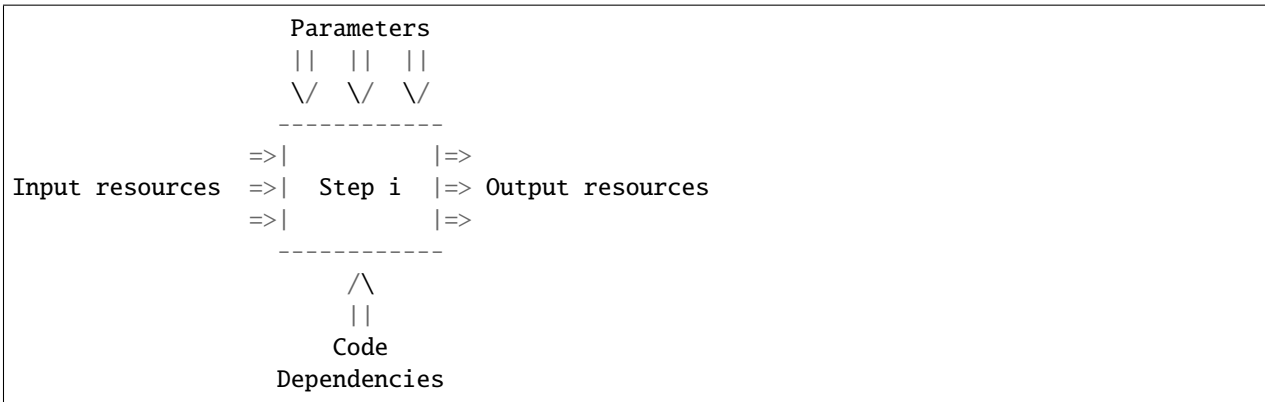 Parameters
                    ||  ||  ||
                    \/  \/  \/
                   ------------
                 =>|          |=>
Input resources  =>|  Step i  |=> Output resources
                 =>|          |=>
                   ------------
                        /\
                        ||
                       Code
                   Dependencies